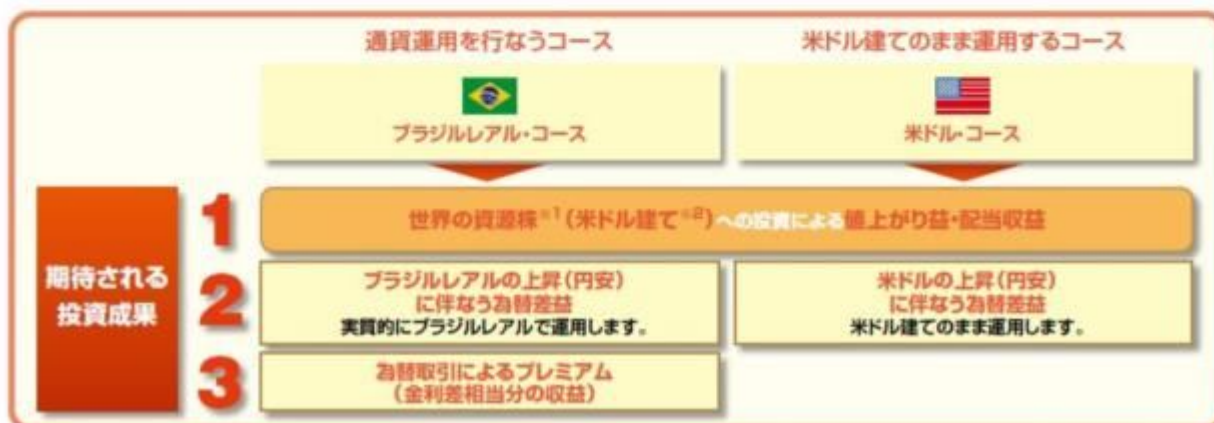 通貨運用を行なうコース
米ドル建てのまま運用するコース
ブラジルレアル・コース
米ドル・コース
期待される
投資成果
1
世界の資源株※1(米ドル建て※2)への投資による値上がり益・配当収益
2
ブラジルレアルの上昇(円安)
に伴なう為替差益
実質的にブラジルレアルで運用します。
米ドルの上昇(円安)
に伴なう為替差益
米ドル建てのまま運用します。
3
為替取引によるプレミアム
(金利差相当分の収益)